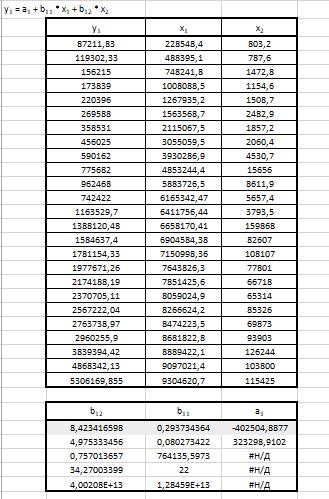 y1 = a1 + b11 * x1 + b12 * x2
y1 x1 x2
87211,83 228548,4 803,2
119302,33 488395,1 787,6
156215 748241,8 1472,8
173839 1008088,5 1154,6
220396 1267935,2 1508,7
269588 1563568,7 2482,9
358531 2115067,5 1857,2
456025 3055059,5 2060,4
590162 3930286,9 4530,7
775682 4853244,4 15656
962468 5883726,5 8611,9
742422 6165342,47 5657,4
1163529,7 6411756,44 3793,5
1388120,48 6658170,41 159868
1584637,4 6904584,38 82607
1781154,33 7150998,36 108107
1977671,26 7643826,3 77801
2174188,19 7851425,6 66718
2370705,11 8059024,9 65314
2567222,04 8266624,2 85326
2763738,97 8474223,5 69873
2960255,9 8681822,8 93903
3839394,42 8889422,1 126244
4868342,13 9097021,4 103800
5306169,855 9304620,7 115425
b12 b11 a1
8,423416598 0,293734364 -402504,8877
4,975333456 0,080273422 323298,9102
0,757013657 764135,5973 #Н/Д
34,27003399 22 #Н/Д
4,00208E+13 1,28459E+13 #Н/Д